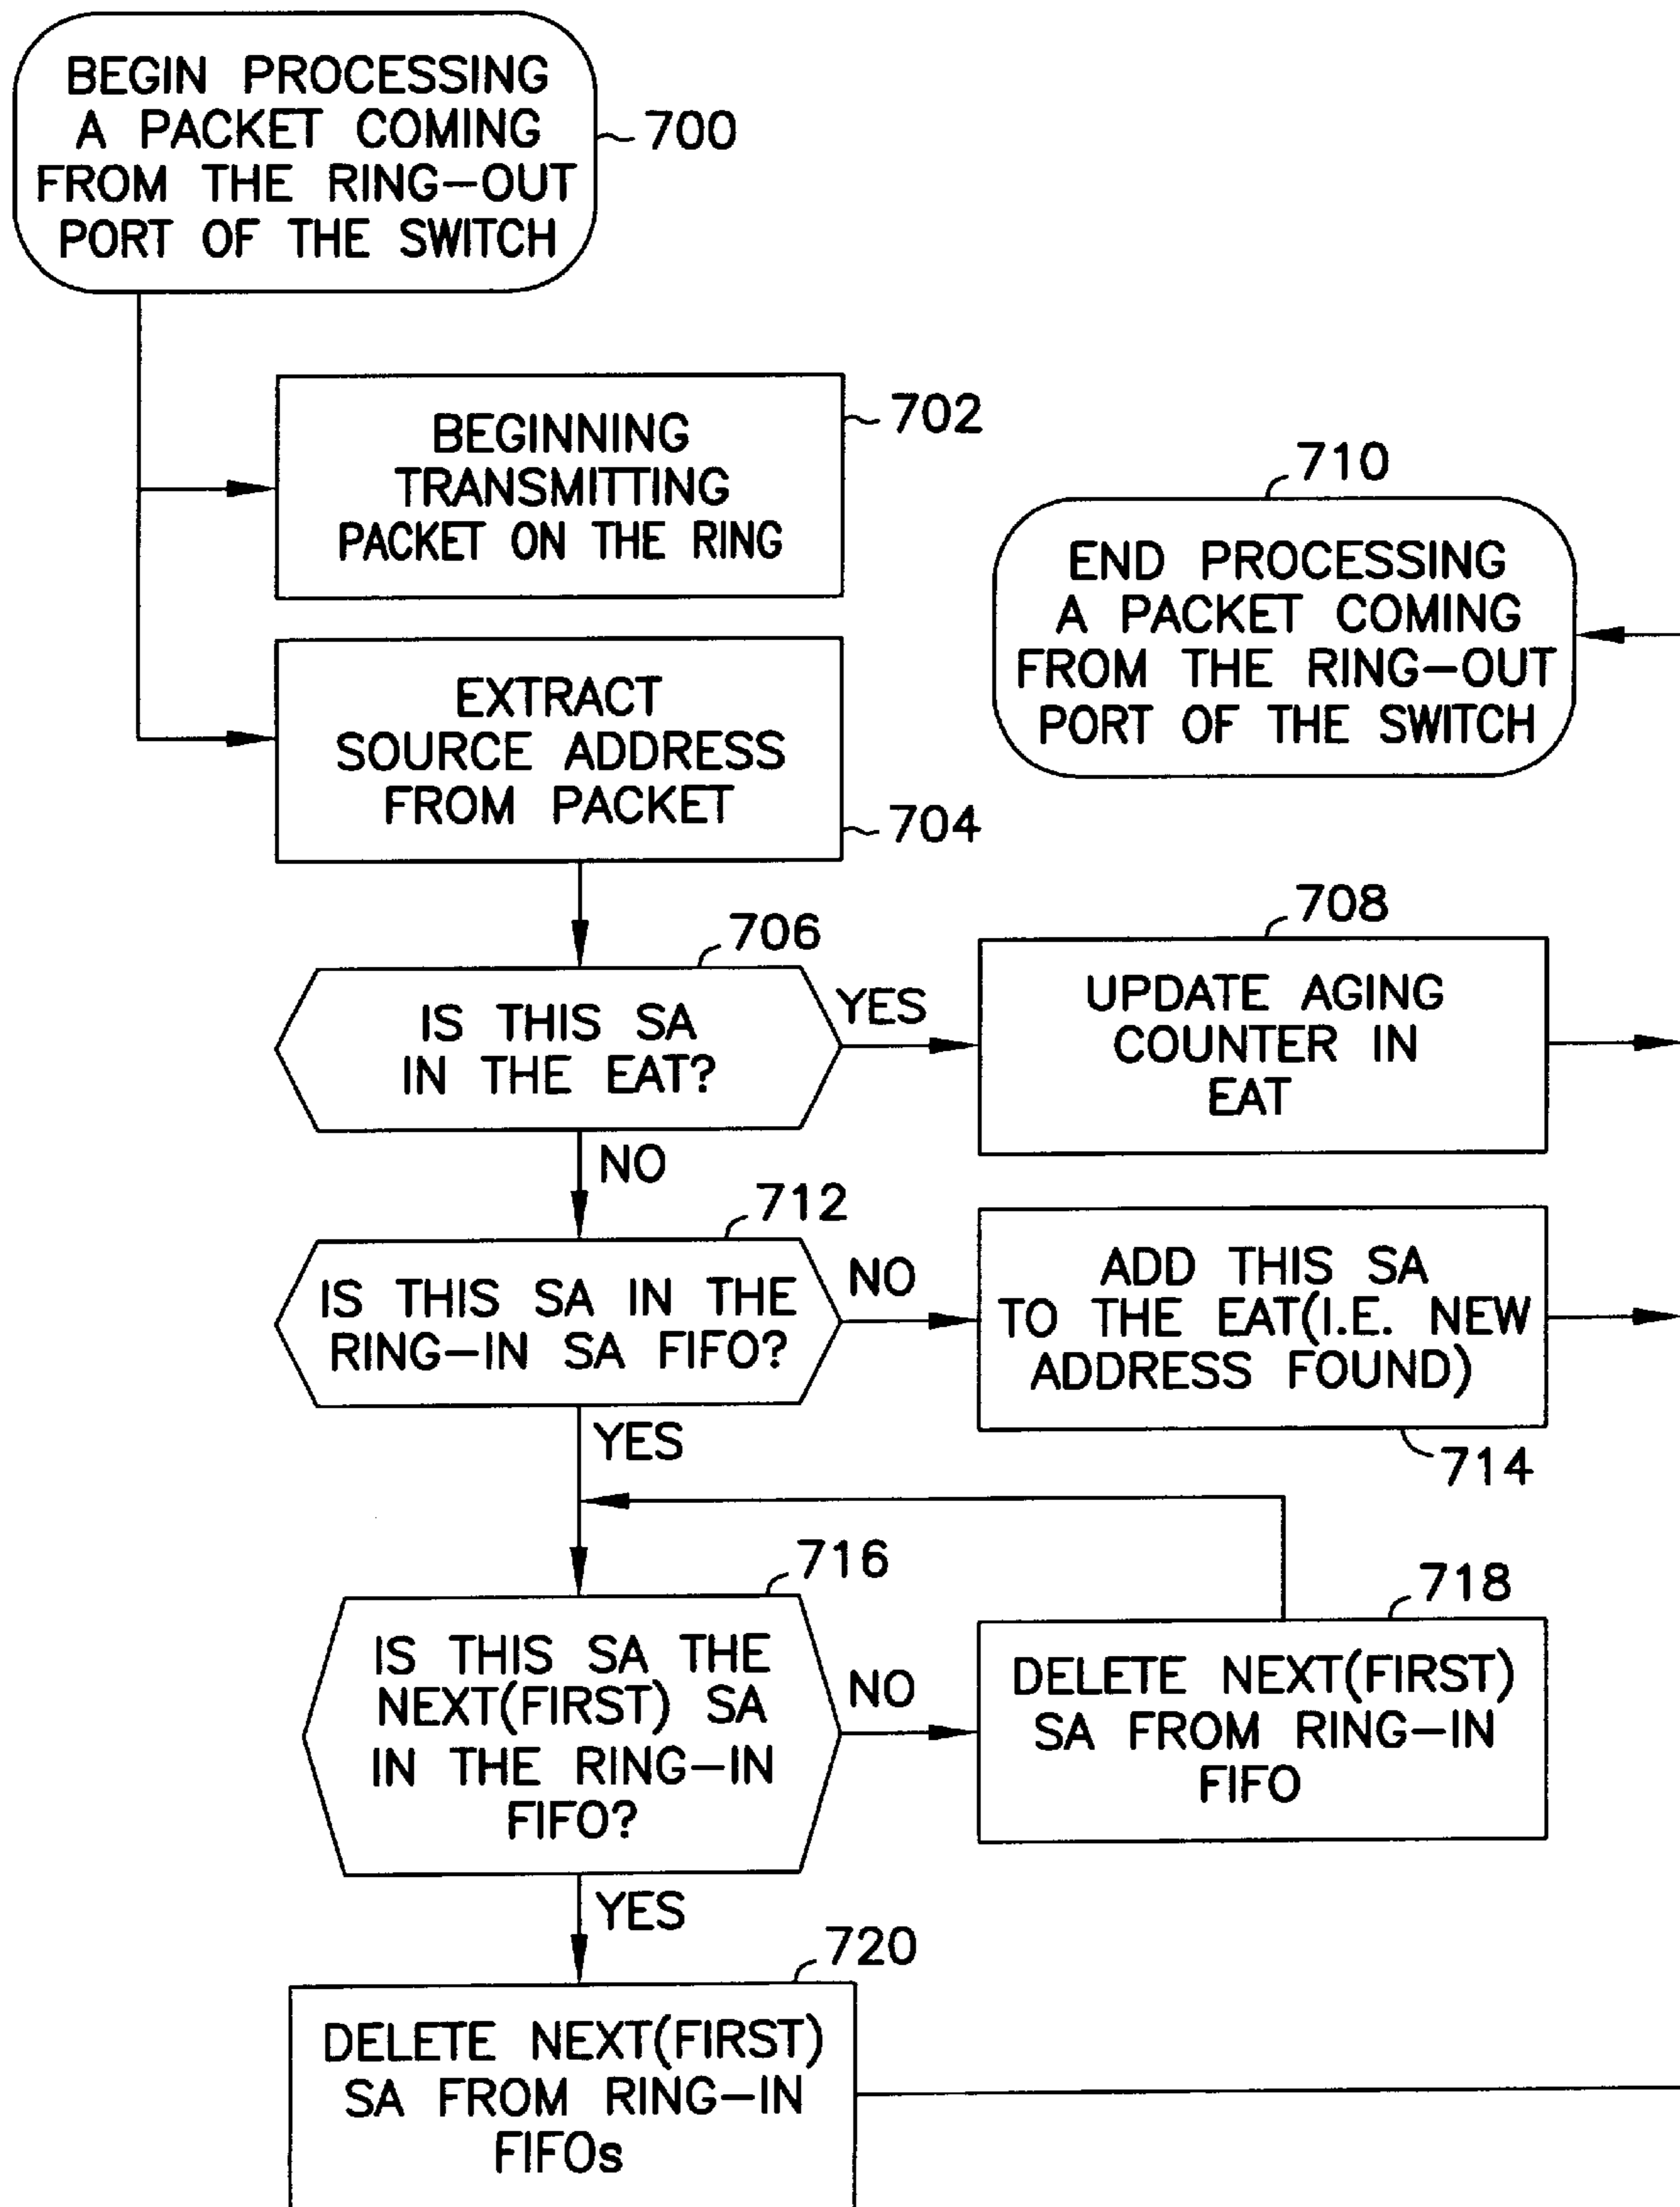 BEGIN PROCESSING
A PACKET COMING
FROM THE RING-OUT
PORT OF THE SWITCH
700
BEGINNING
TRANSMITTING
PACKET ON THE RING
702
710
END PROCESSING
A PACKET COMING
FROM THE RING-OUT
PORT OF THE SWITCH
EXTRACT
SOURCE ADDRESS
FROM PACKET
704
706
IS THIS SA
IN THE EAT?
YES
708
UPDATE AGING
COUNTER IN
EAT
NO
712
IS THIS SA IN THE
RING-IN SA FIFO?
NO
ADD THIS SA
TO THE EAT(I.E. NEW
ADDRESS FOUND)
714
YES
716
IS THIS SA THE
NEXT(FIRST) SA
IN THE RING-IN
FIFO?
NO
718
DELETE NEXT(FIRST)
SA FROM RING-IN
FIFO
YES
720
DELETE NEXT(FIRST)
SA FROM RING-IN
FIFOs